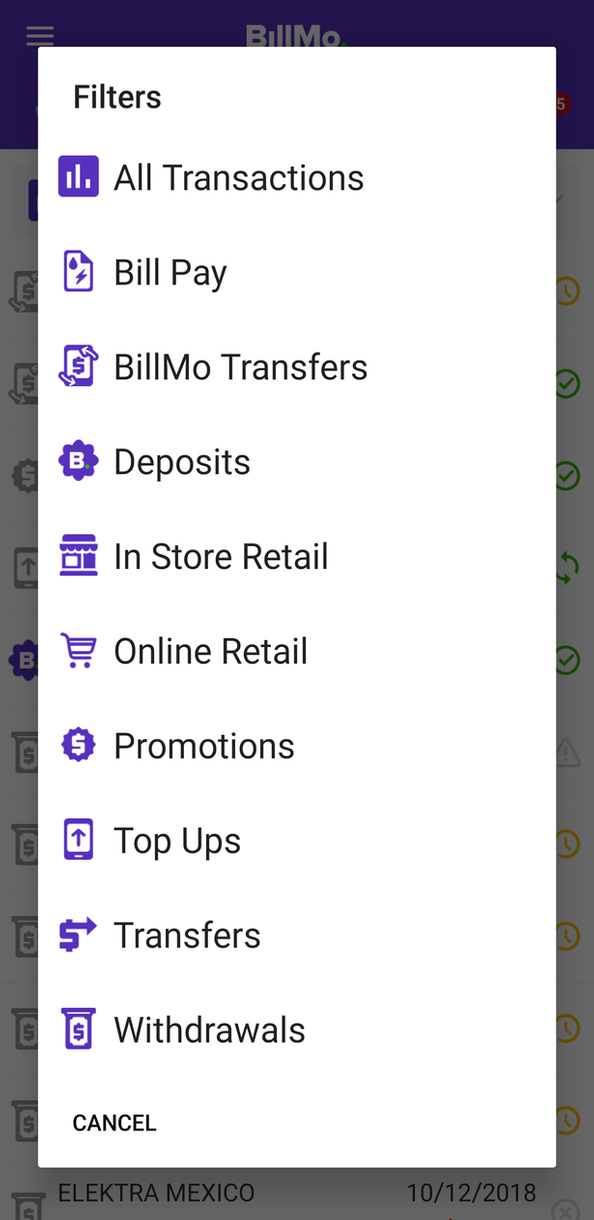 BillMo.
5
Filters
All Transactions
Bill Pay
BillMo Transfers
B.
Deposits
In Store Retail
Online Retail
Promotions
Top Ups
Transfers
Withdrawals
CANCEL
ELEKTRA MEXICO 10/12/2018